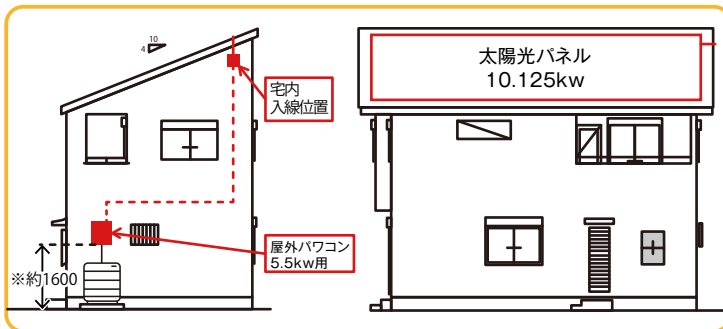 10
4
宅内
入線位置
屋外パワコン
5.5kw用
※約1600
太陽光パネル
10.125kw